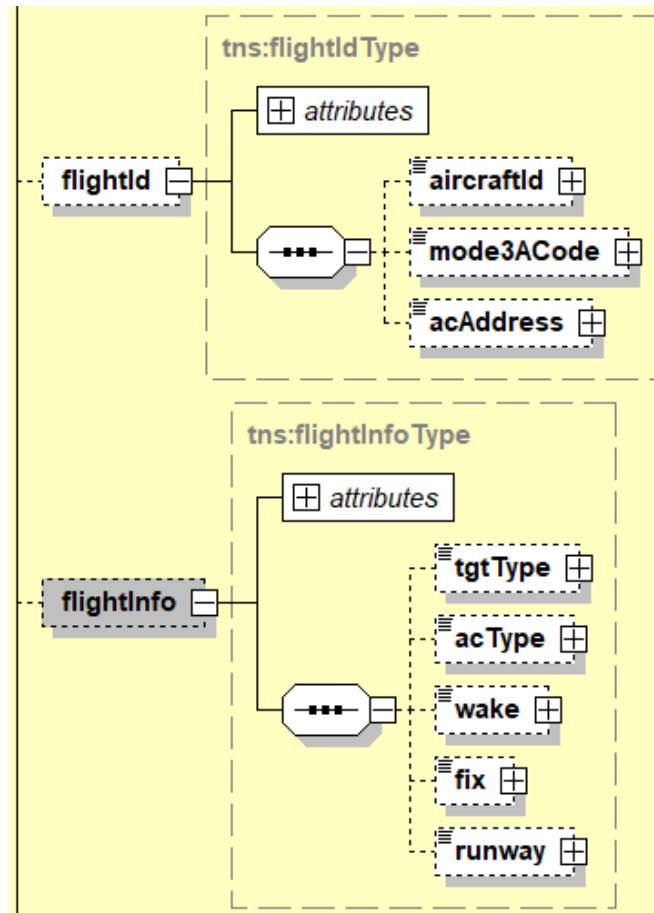 tns:flightIdType
attributes
flightId
aircraftId
mode3ACode
acAddress
tns:flightInfoType
attributes
tgtType
flightInfo
acType
wake
fix
runway